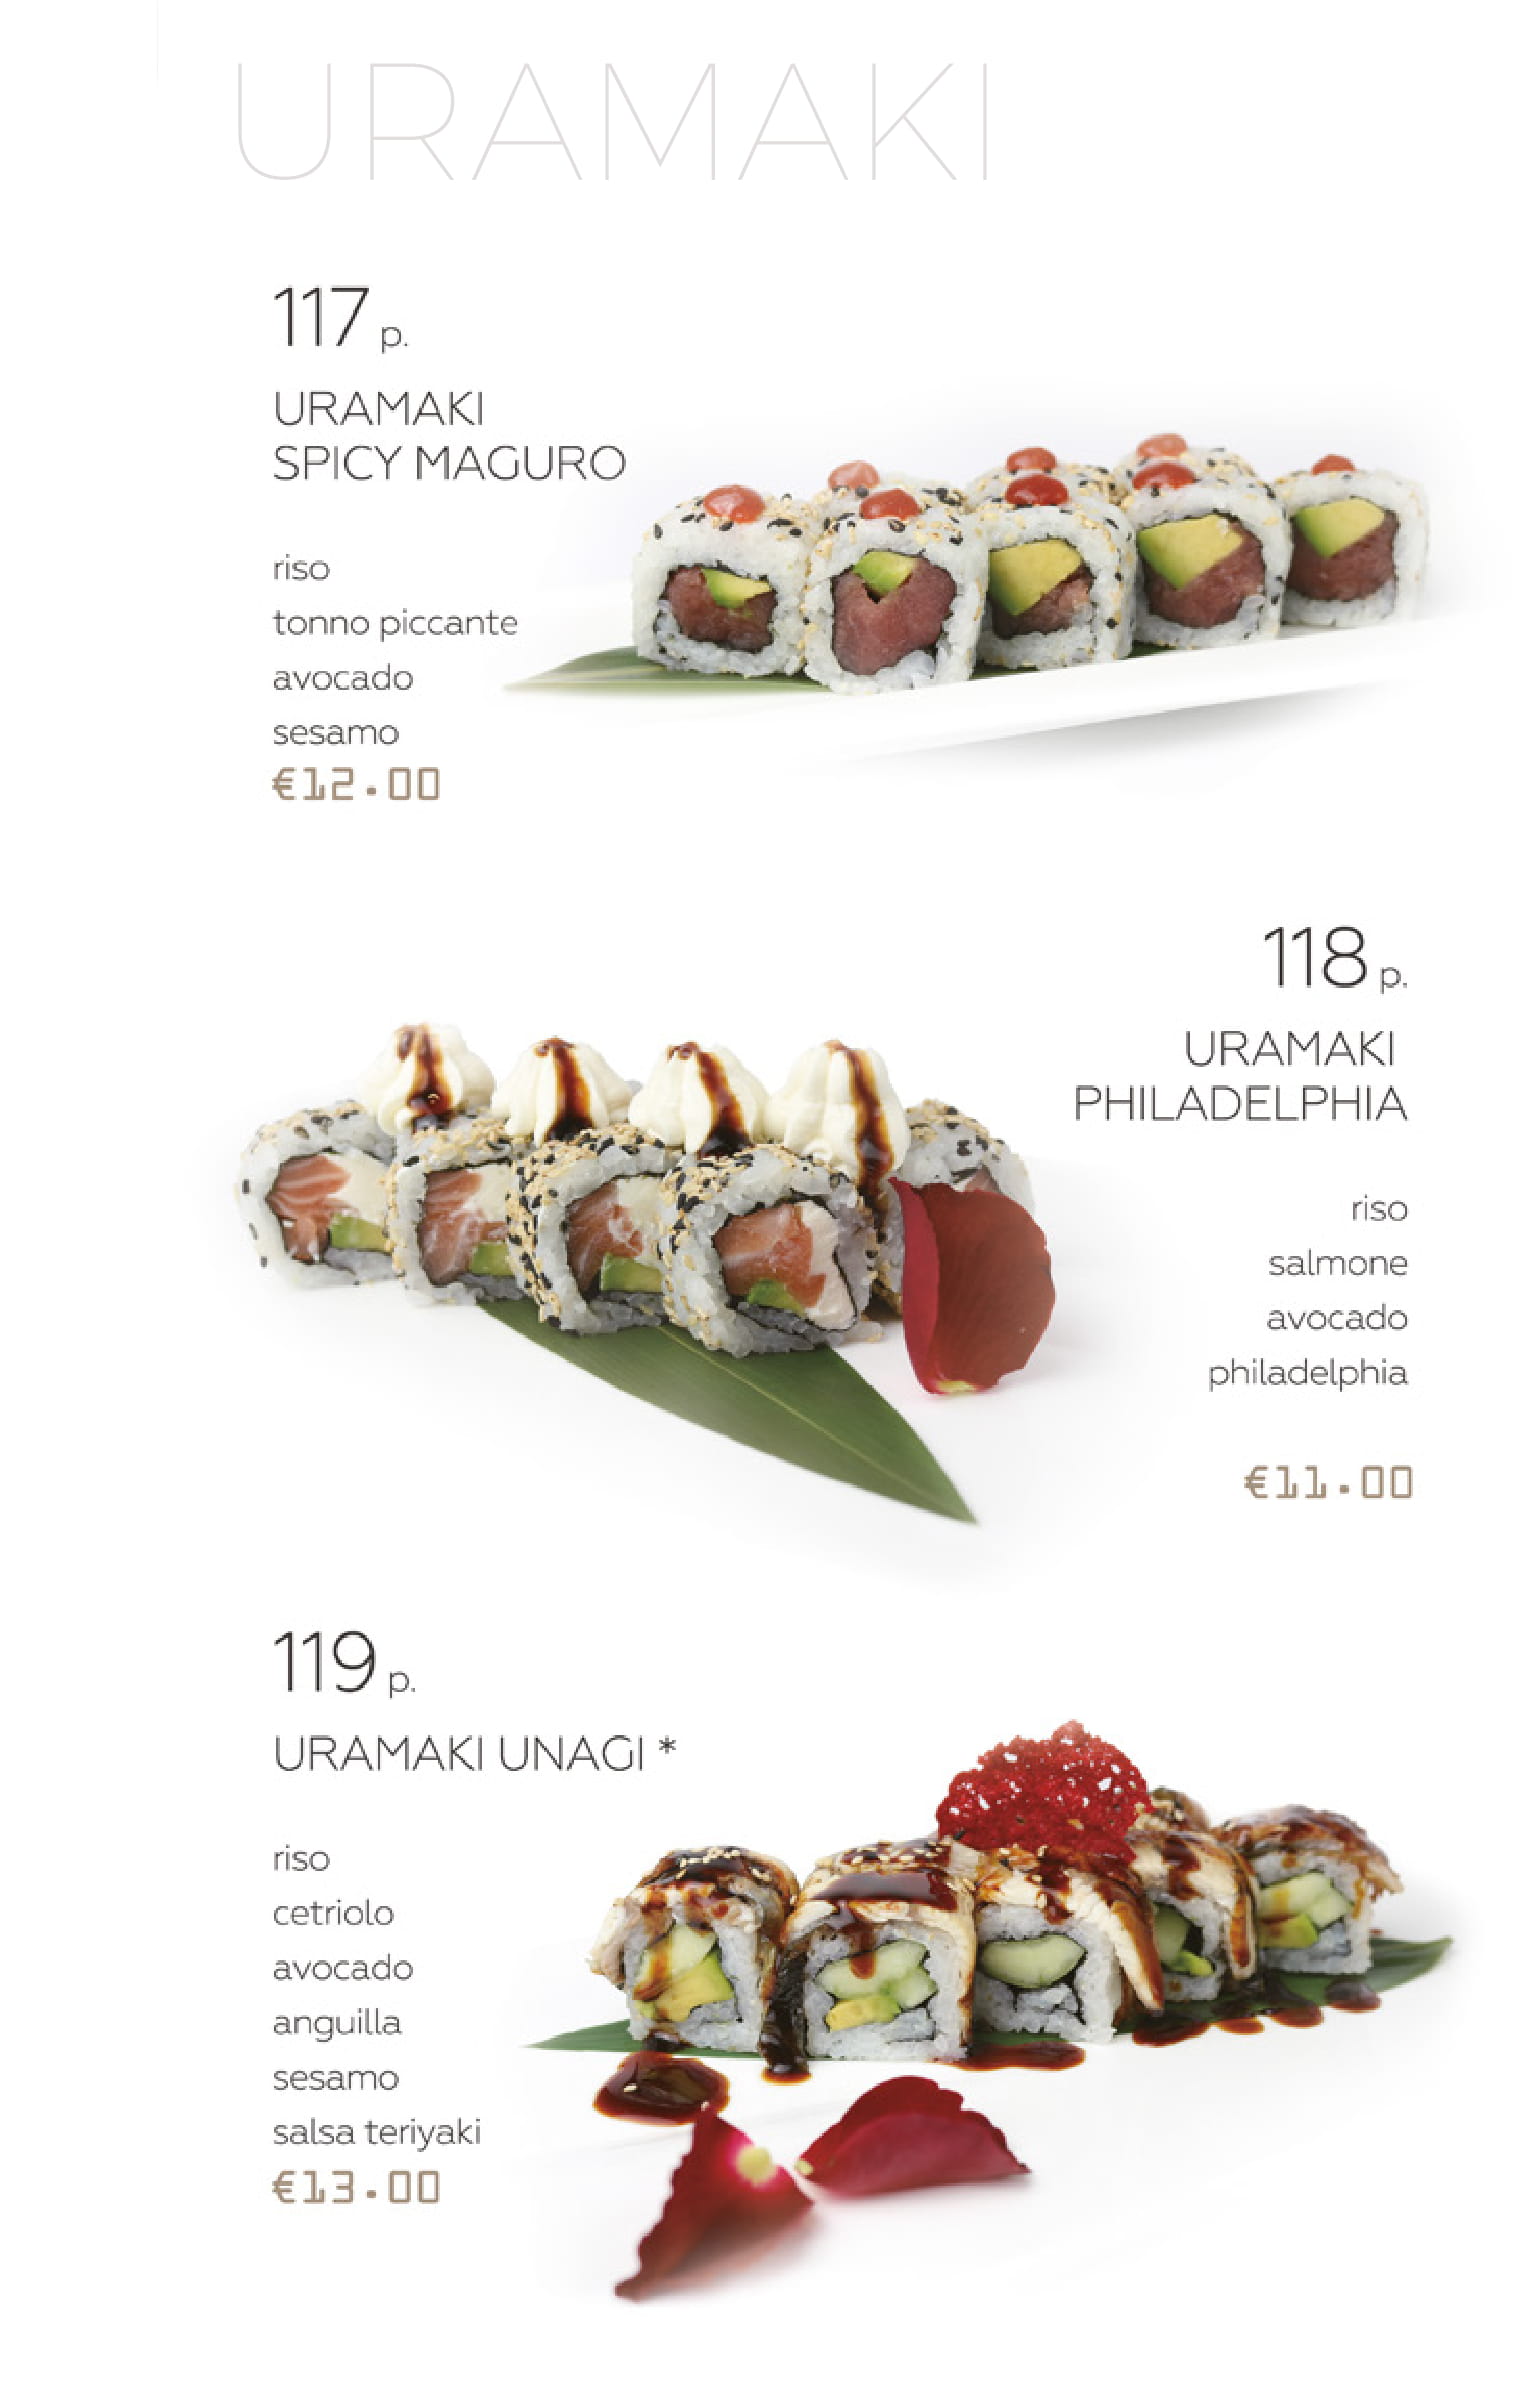 URAMAKI
117 p.
URAMAKI
SPICY MAGURO
riso
tonno piccante
avocado
sesamo
€12.00
118 p.
URAMAKI
PHILADELPHIA
riso
salmone
avocado
philadelphia
€11.00
119 p.
URAMAKI UNAGI *
riso
cetriolo
avocado
anguilla
sesamo
salsa teriyaki
€13.00